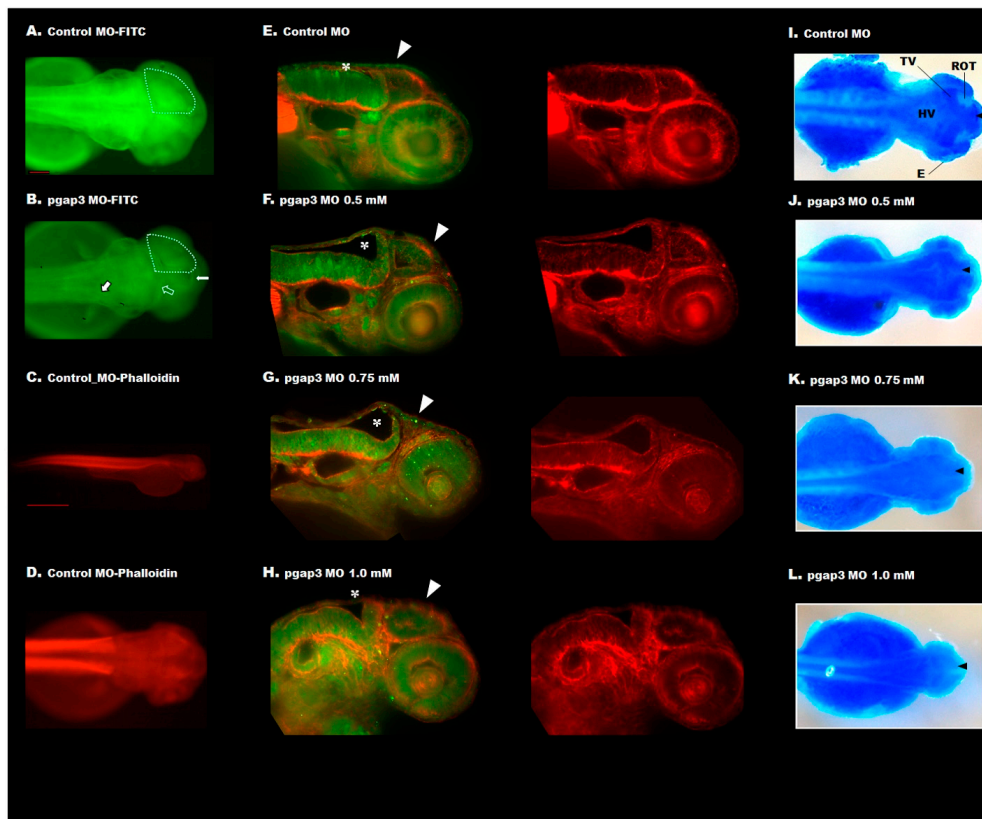 A. Control MO-FITC
B. pgap3 MO-FITC
C. Control_MO-Phalloidin
D. Control MO-Phalloidin
E. Control MO
*
F. pgap3 MO 0.5 mM
*
G. pgap3 MO 0.75 mM
*
H. pgap3 MO 1.0 mM
*
I. Control MO
TV
ROT
HV
E
J. pgap3 MO 0.5 mM
K. pgap3 MO 0.75 mM
L. pgap3 MO 1.0 mM